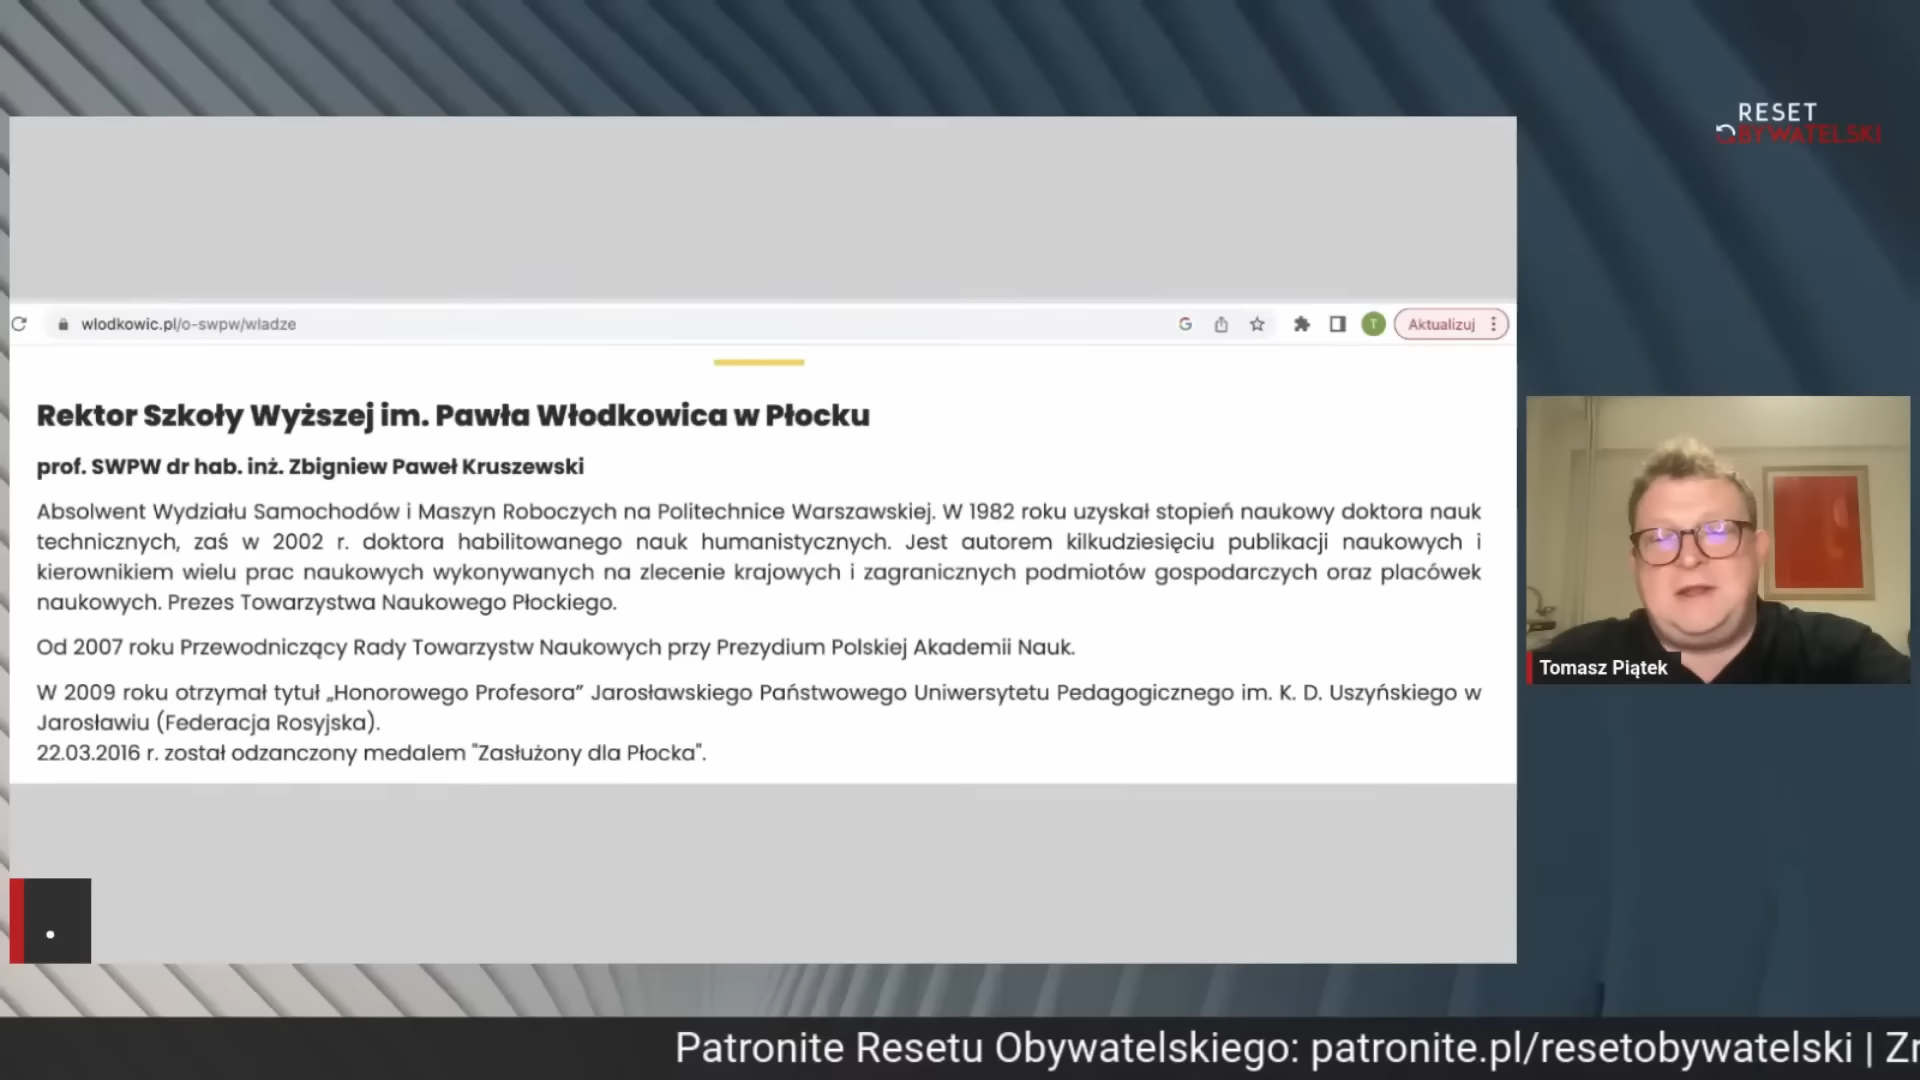 RESET
OBYWATELSKI
wlodkowic.pl/o-swpw/wladze
T
Aktualizuj
Rektor Szkoły Wyższej im. Pawła Włodkowica w Płocku
prof. SWPW dr hab. inż. Zbigniew Paweł Kruszewski
Absolwent Wydziału Samochodów i Maszyn Roboczych na Politechnice Warszawskiej. W 1982 roku uzyskał stopień naukowy doktora nauk
technicznych, zaś w 2002 r. doktora habilitowanego nauk humanistycznych. Jest autorem kilkudziesięciu publikacji naukowych i
kierownikiem wielu prac naukowych wykonywanych na zlecenie krajowych i zagranicznych podmiotów gospodarczych oraz placówek
naukowych. Prezes Towarzystwa Naukowego Płockiego.
Od 2007 roku Przewodniczący Rady Towarzystw Naukowych przy Prezydium Polskiej Akademii Nauk.
W 2009 roku otrzymał tytuł „Honorowego Profesora” Jarosławskiego Państwowego Uniwersytetu Pedagogicznego im. K. D. Uszyńskiego w
Jarosławiu (Federacja Rosyjska).
22.03.2016 r. został odzanczony medalem "Zasłużony dla Płocka".
Tomasz Piątek
.
Patronite Resetu Obywatelskiego: patronite.pl/resetobywatelski | Zr